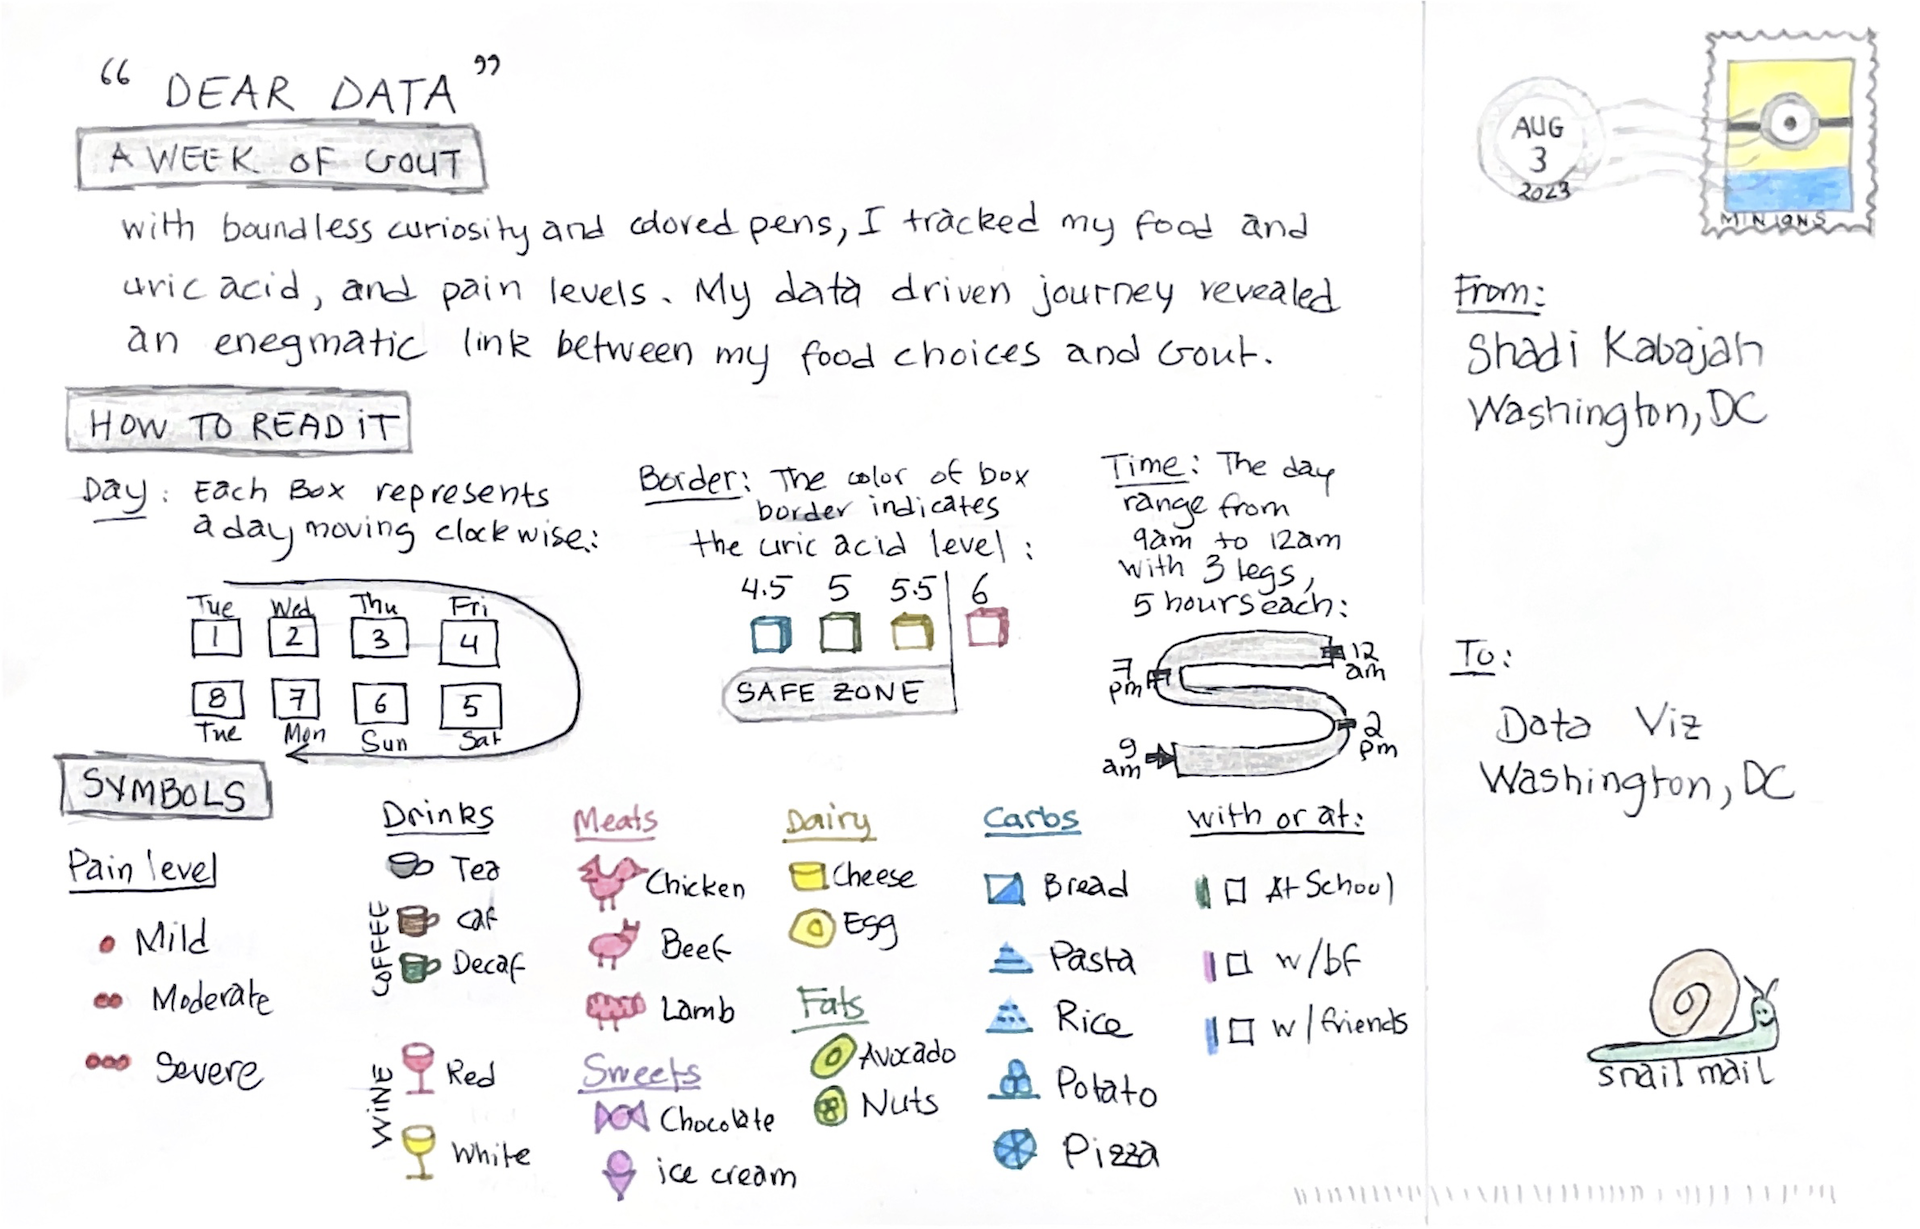 “DEAR DATA”
A WEEK OF GOUT
with boundless curiosity and colored pens, I tracked my food and
uric acid, and pain levels. My data driven journey revealed
an enegmatic link between my food choices and Gout.
HOW TO READ iT
Day: Each Box represents
a day moving clockwise:
Tue Wed Thu Fri
1 2 3 4
8 7 6 5
Tue Mon Sun Sat
Border: The color of box
border indicates
the uric acid level:
4.5 5 5.5 6
SAFE ZONE
Time: The day
range from
9am to 12am
with 3 legs,
5 hours each:
12 am
7 pm
2 pm
9 am
SYMBOLS
Pain level
Mild
Moderate
Severe
Drinks
Tea
COFFEE
Caf
Decaf
WiNE
Red
White
Meats
Chicken
Beef
Lamb
Sweets
Chocolate
ice cream
Dairy
Cheese
Egg
Fats
Avocado
Nuts
Carbs
Bread
Pasta
Rice
Potato
Pizza
with or at:
At School
w/bf
w/friends
AUG
3
2023
MINIONS
From:
Shadi Kabajah
Washington, DC
To:
Data Viz
Washington, DC
snail mail